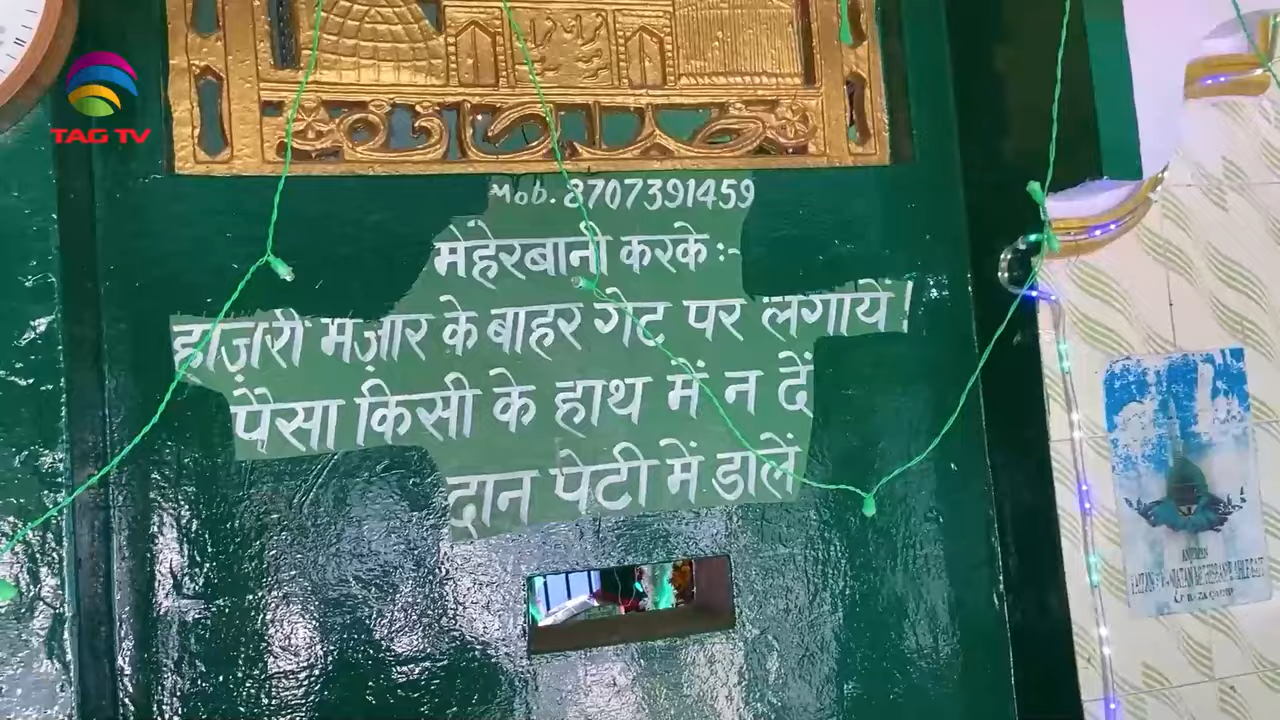 TAG TV
Mob. 8707391459
मेहेरबानी करके :-
हाज़री मज़ार के बाहर गेट पर लगायें।
पैसा किसी के हाथ में न दें
दान पेटी में डालें